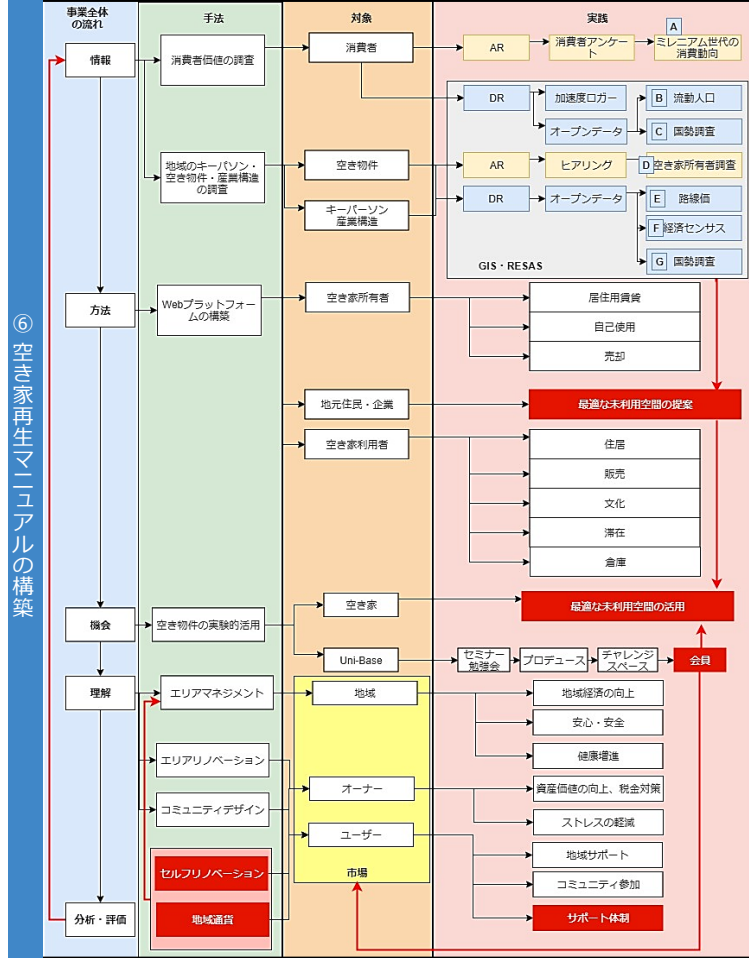 ⑥ 空き家再生マニュアルの構築
事業全体
の流れ
手法
対象
実践
情報
消費者価値の調査
消費者
AR
消費者アンケー
ト
A
ミレニアム世代の
消費動向
DR
加速度ロガー
B 流動人口
オープンデータ
C 国勢調査
地域のキーパソン・
空き物件・産業構造
の調査
空き物件
AR
ヒアリング
D 空き家所有者調査
キーパーソン
産業構造
DR
オープンデータ
E 路線価
F 経済センサス
G 国勢調査
GIS・RESAS
方法
Webプラットフォー
ムの構築
空き家所有者
居住用賃貸
自己使用
売却
地元住民・企業
最適な未利用空間の提案
空き家利用者
住居
販売
文化
滞在
倉庫
機会
空き物件の実験的活用
空き家
最適な未利用空間の活用
Uni-Base
セミナー
勉強会
プロデュース
チャレンジ
スペース
会員
理解
エリアマネジメント
地域
地域経済の向上
安心・安全
健康増進
エリアリノベーション
オーナー
資産価値の向上、税金対策
ストレスの軽減
コミュニティデザイン
ユーザー
地域サポート
コミュニティ参加
サポート体制
セルフリノベーション
市場
分析・評価
地域通貨